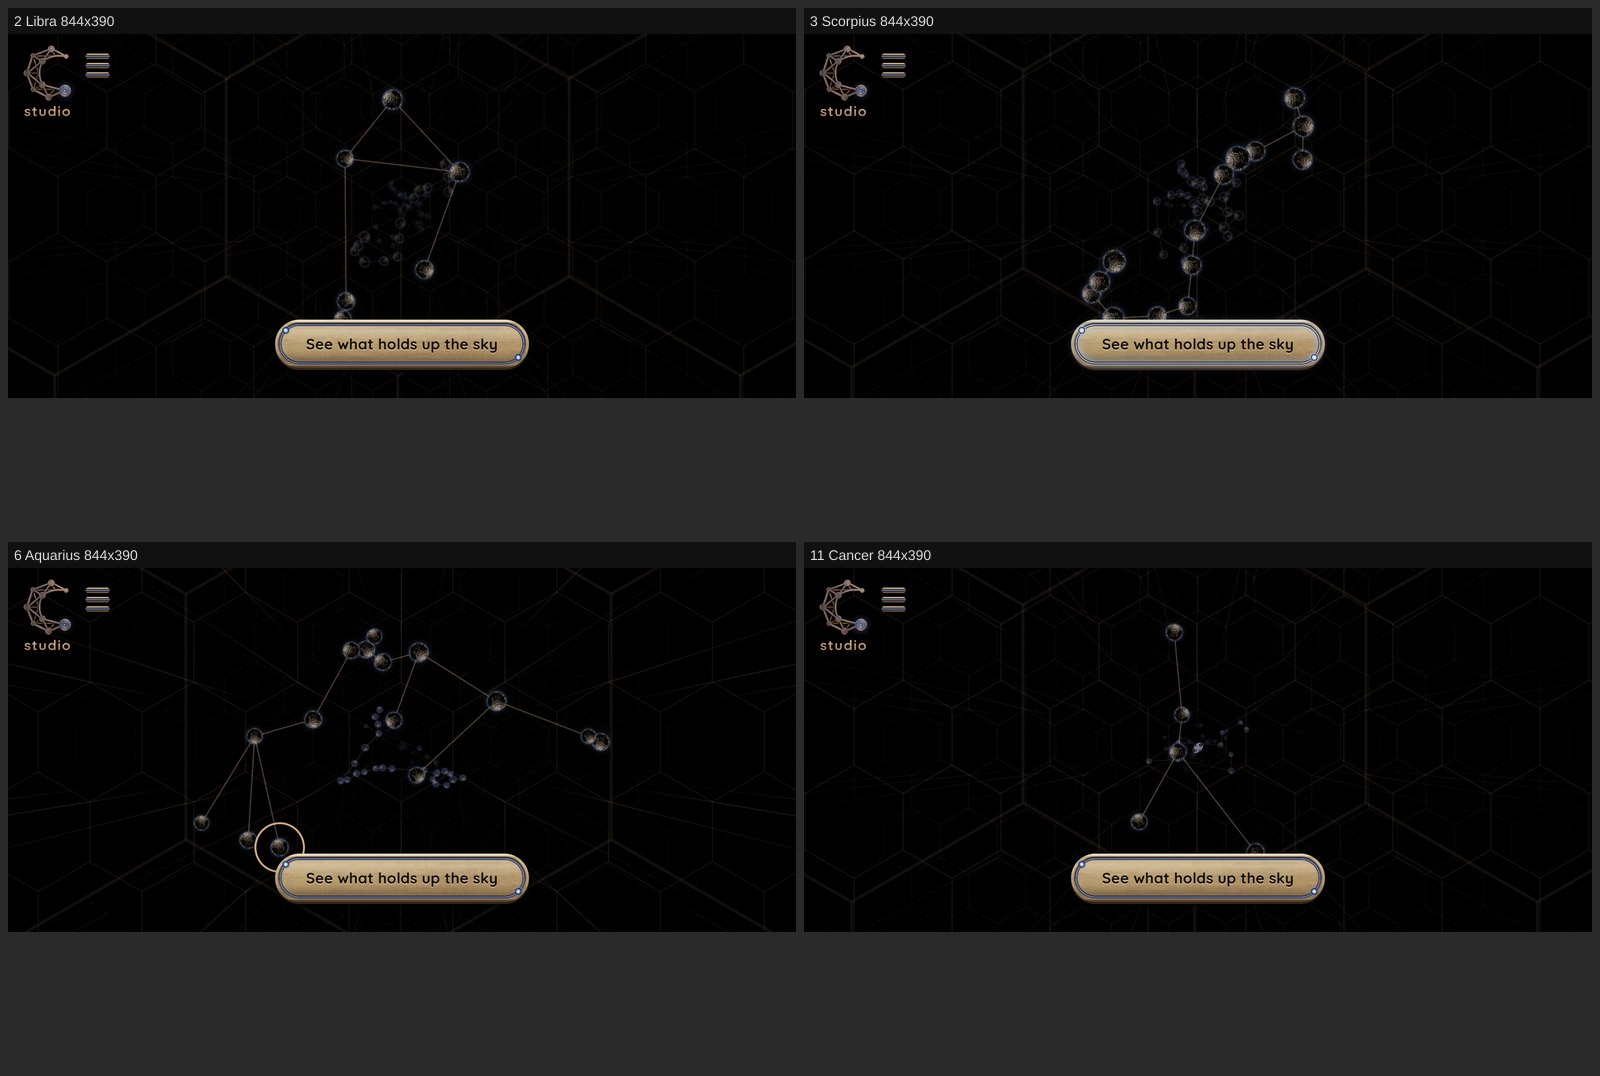 2 Libra 844x390
studio
See what holds up the sky
3 Scorpius 844x390
studio
See what holds up the sky
6 Aquarius 844x390
studio
See what holds up the sky
11 Cancer 844x390
studio
See what holds up the sky